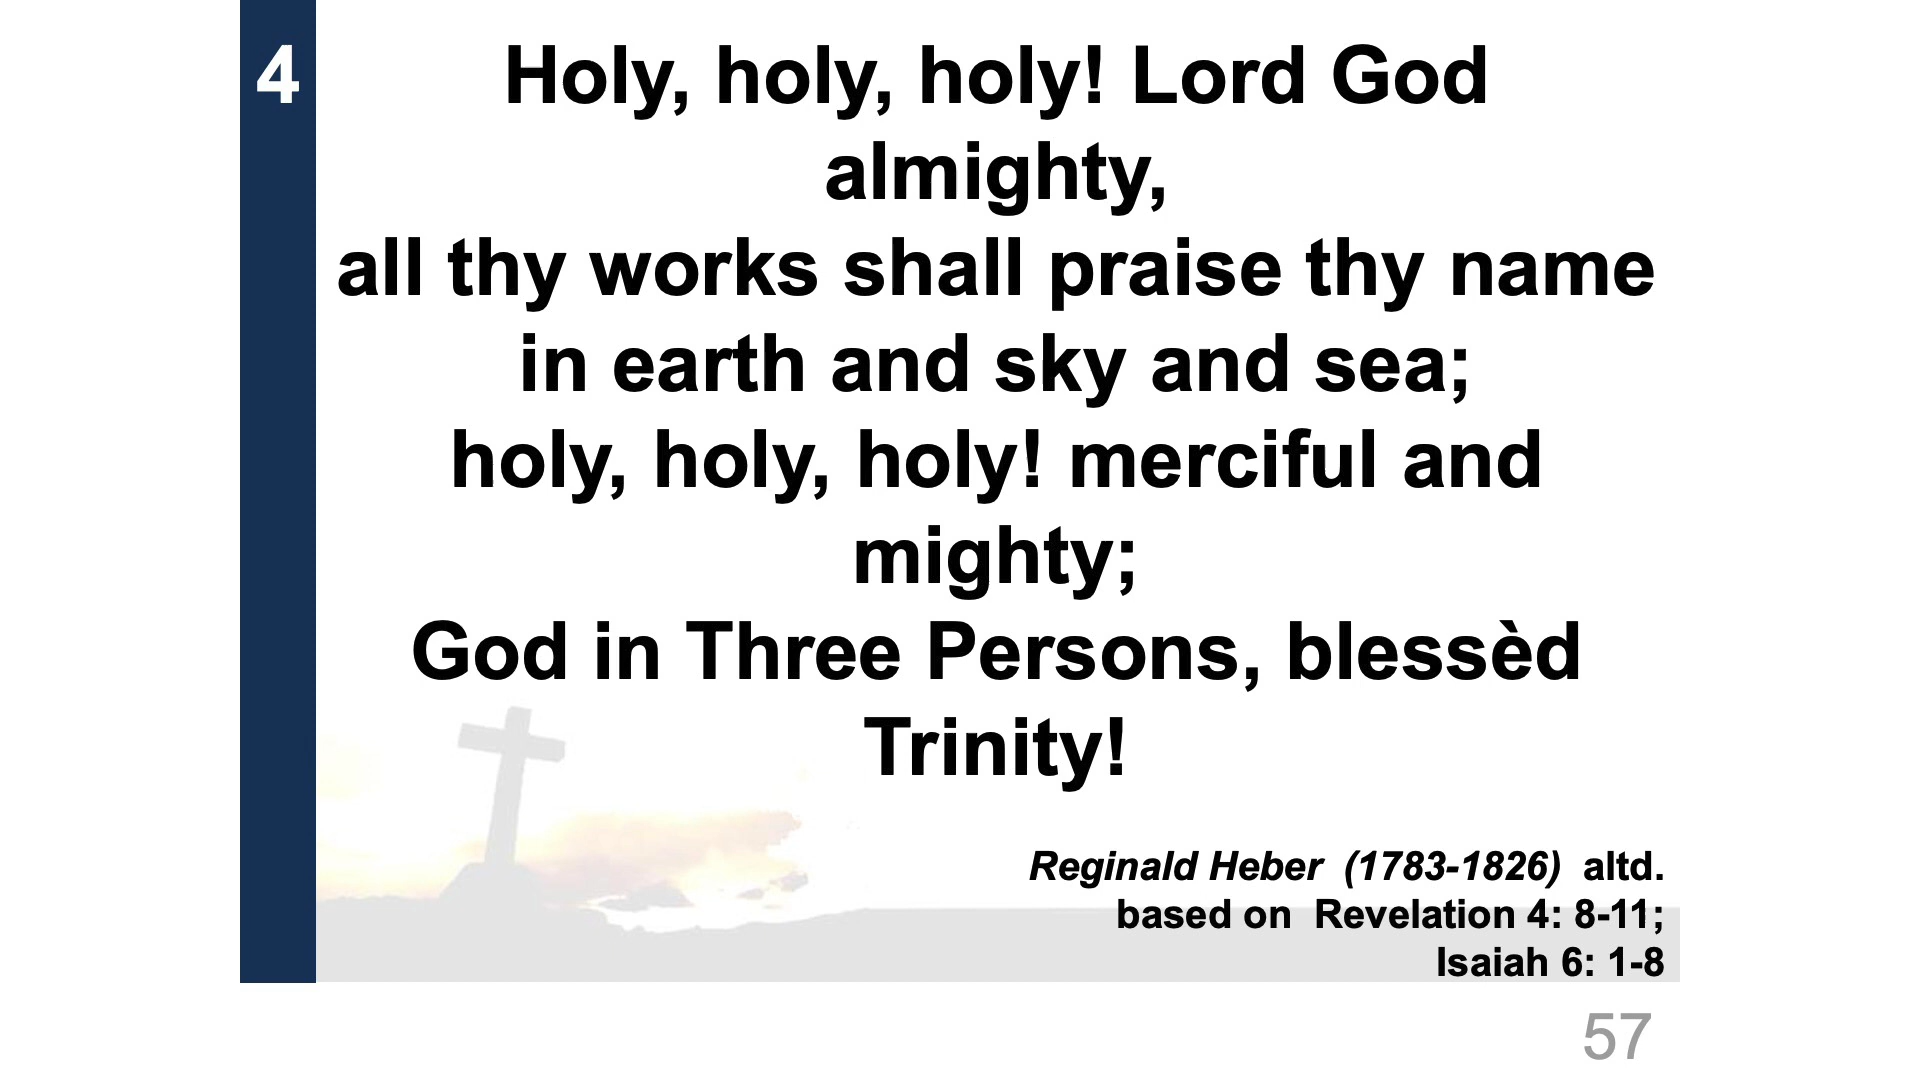 4
Holy, holy, holy! Lord God
almighty,
all thy works shall praise thy name
in earth and sky and sea;
holy, holy, holy! merciful and
mighty;
God in Three Persons, blessèd
Trinity!
Reginald Heber  (1783-1826)  altd.
based on  Revelation 4: 8-11;
Isaiah 6: 1-8
57